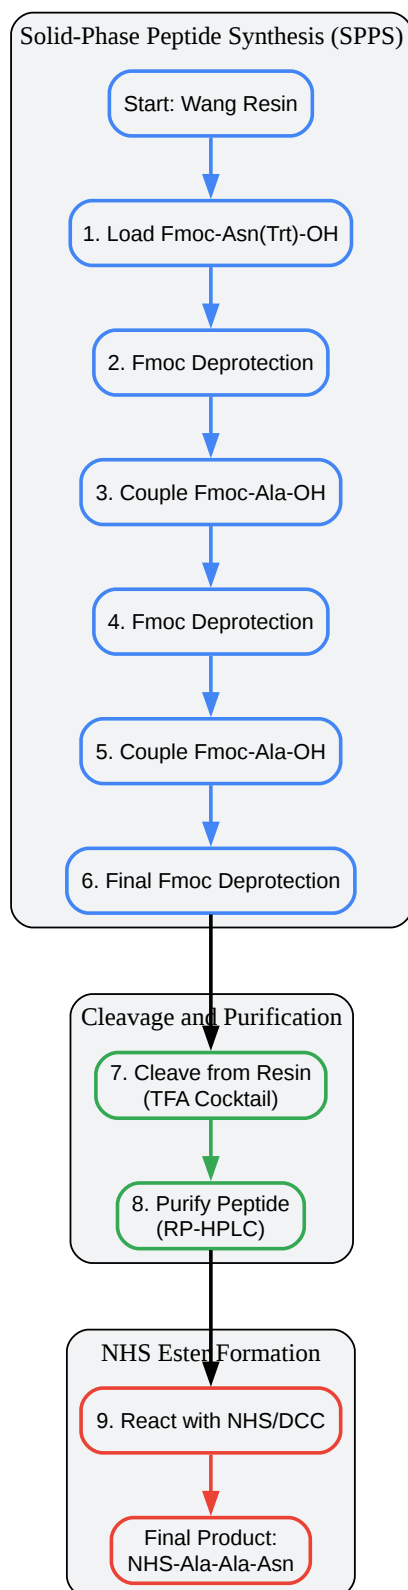 Solid-Phase Peptide Synthesis (SPPS)
Start: Wang Resin
1. Load Fmoc-Asn(Trt)-OH
2. Fmoc Deprotection
3. Couple Fmoc-Ala-OH
4. Fmoc Deprotection
5. Couple Fmoc-Ala-OH
6. Final Fmoc Deprotection
Cleavage and Purification
7. Cleave from Resin
(TFA Cocktail)
8. Purify Peptide
(RP-HPLC)
NHS Ester Formation
9. React with NHS/DCC
Final Product:
NHS-Ala-Ala-Asn